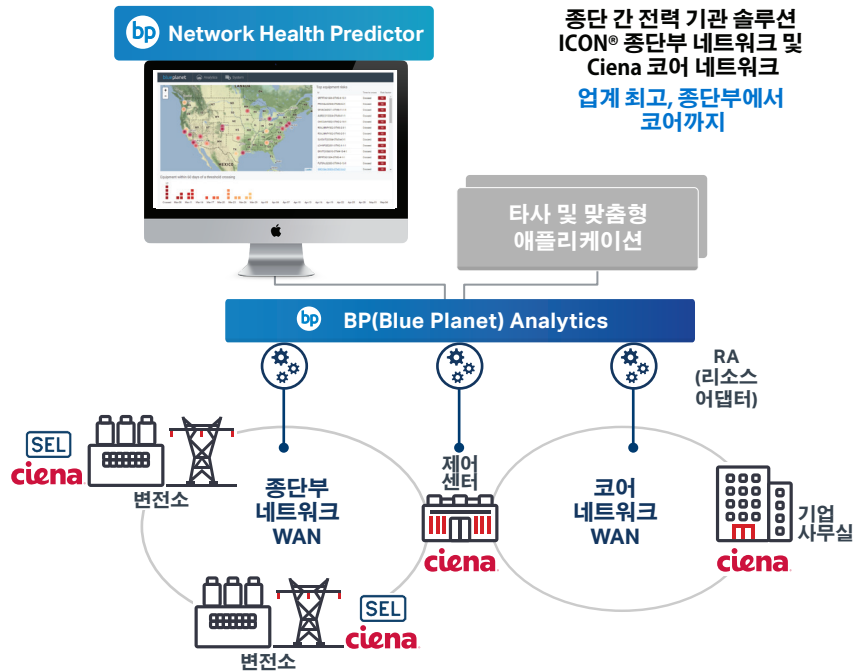 bp Network Health Predictor
종단 간 전력 기관 솔루션
ICON® 종단부 네트워크 및
Ciena 코어 네트워크
업계 최고, 종단부에서
코어까지
타사 및 맞춤형
애플리케이션
bp BP(Blue Planet) Analytics
RA
(리소스
어댑터)
SEL
ciena
변전소
종단부
네트워크
WAN
제어
센터
ciena
코어
네트워크
WAN
기업
사무실
ciena
SEL
ciena
변전소